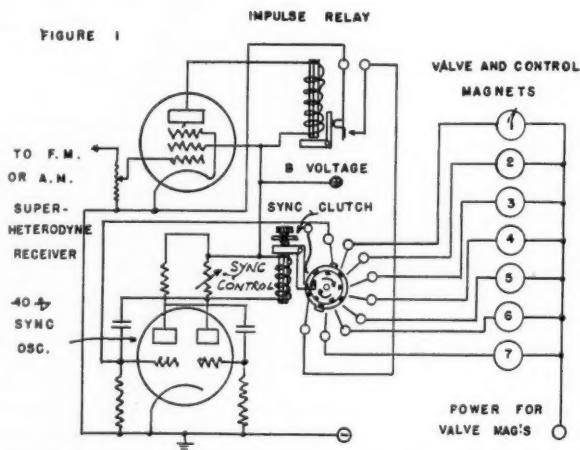 IMPULSE RELAY
FIGURE 1
VALVE AND CONTROL
MAGNETS
TO F.M.
OR A.M.
SUPER-
HETERODYNE
RECEIVER
B VOLTAGE
SYNC CLUTCH
SYNC
CONTROL
40 ~
SYNC
OSC.
1
2
3
4
5
6
7
POWER FOR
VALVE MAG'S